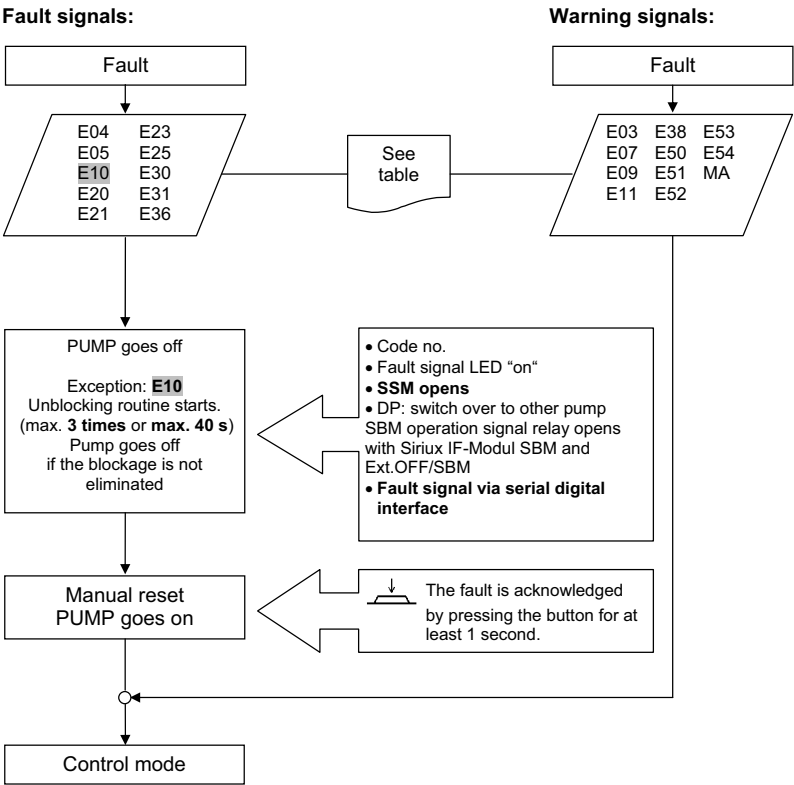 Fault signals:
Warning signals:
Fault
Fault
E04 E23
E05 E25
E10 E30
E20 E31
E21 E36
See
table
E03 E38 E53
E07 E50 E54
E09 E51 MA
E11 E52
PUMP goes off
Exception: E10
Unblocking routine starts.
(max. 3 times or max. 40 s)
Pump goes off
if the blockage is not
eliminated
• Code no.
• Fault signal LED “on“
• SSM opens
• DP: switch over to other pump
SBM operation signal relay opens
with Siriux IF-Modul SBM and
Ext.OFF/SBM
• Fault signal via serial digital
interface
Manual reset
PUMP goes on
The fault is acknowledged
by pressing the button for at
least 1 second.
Control mode